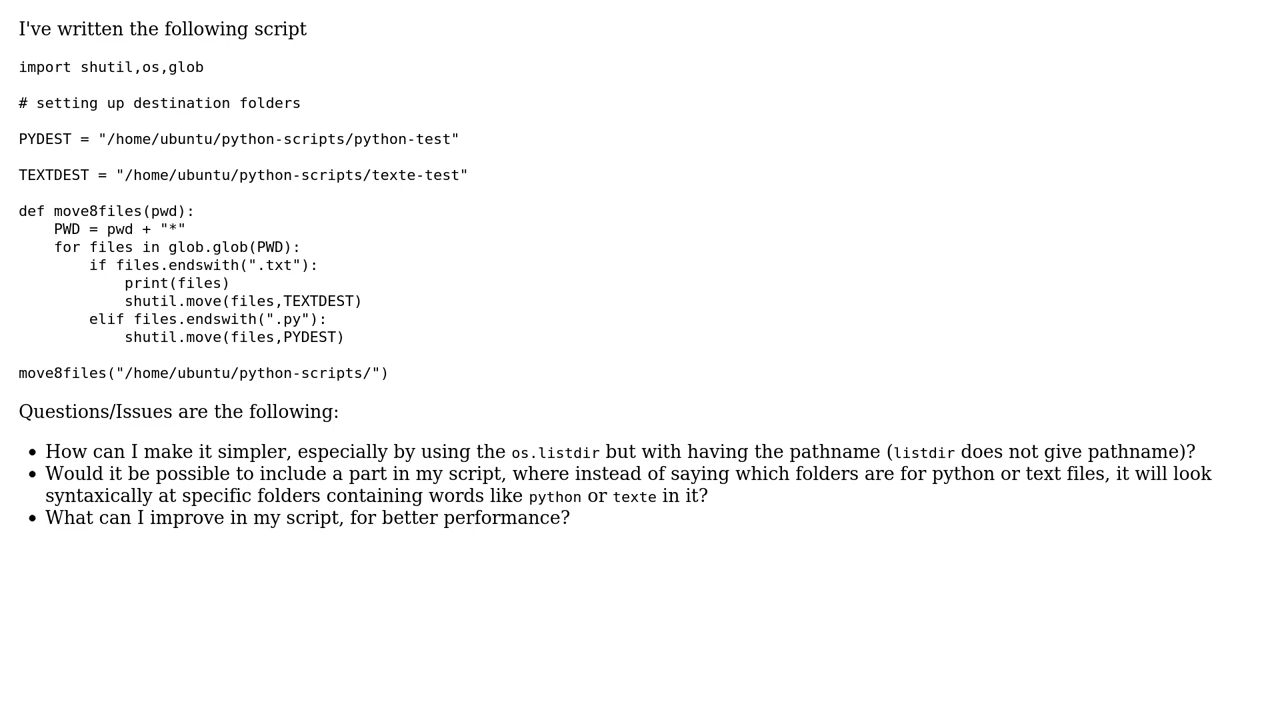 I've written the following script
import shutil,os,glob
# setting up destination folders
PYDEST = "/home/ubuntu/python-scripts/python-test"
TEXTDEST = "/home/ubuntu/python-scripts/texte-test"
def move8files(pwd):
    PWD = pwd + "*"
    for files in glob.glob(PWD):
        if files.endswith(".txt"):
            print(files)
            shutil.move(files,TEXTDEST)
        elif files.endswith(".py"):
            shutil.move(files,PYDEST)
move8files("/home/ubuntu/python-scripts/")
Questions/Issues are the following:
• How can I make it simpler, especially by using the os.listdir but with having the pathname (listdir does not give pathname)?
• Would it be possible to include a part in my script, where instead of saying which folders are for python or text files, it will look
syntaxically at specific folders containing words like python or texte in it?
• What can I improve in my script, for better performance?